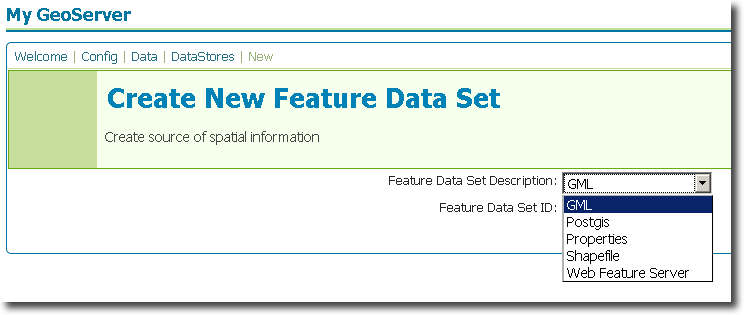 My GeoServer
Welcome | Config | Data | DataStores | New
Create New Feature Data Set
Create source of spatial information
Feature Data Set Description: GML
Feature Data Set ID:
GML
Postgis
Properties
Shapefile
Web Feature Server